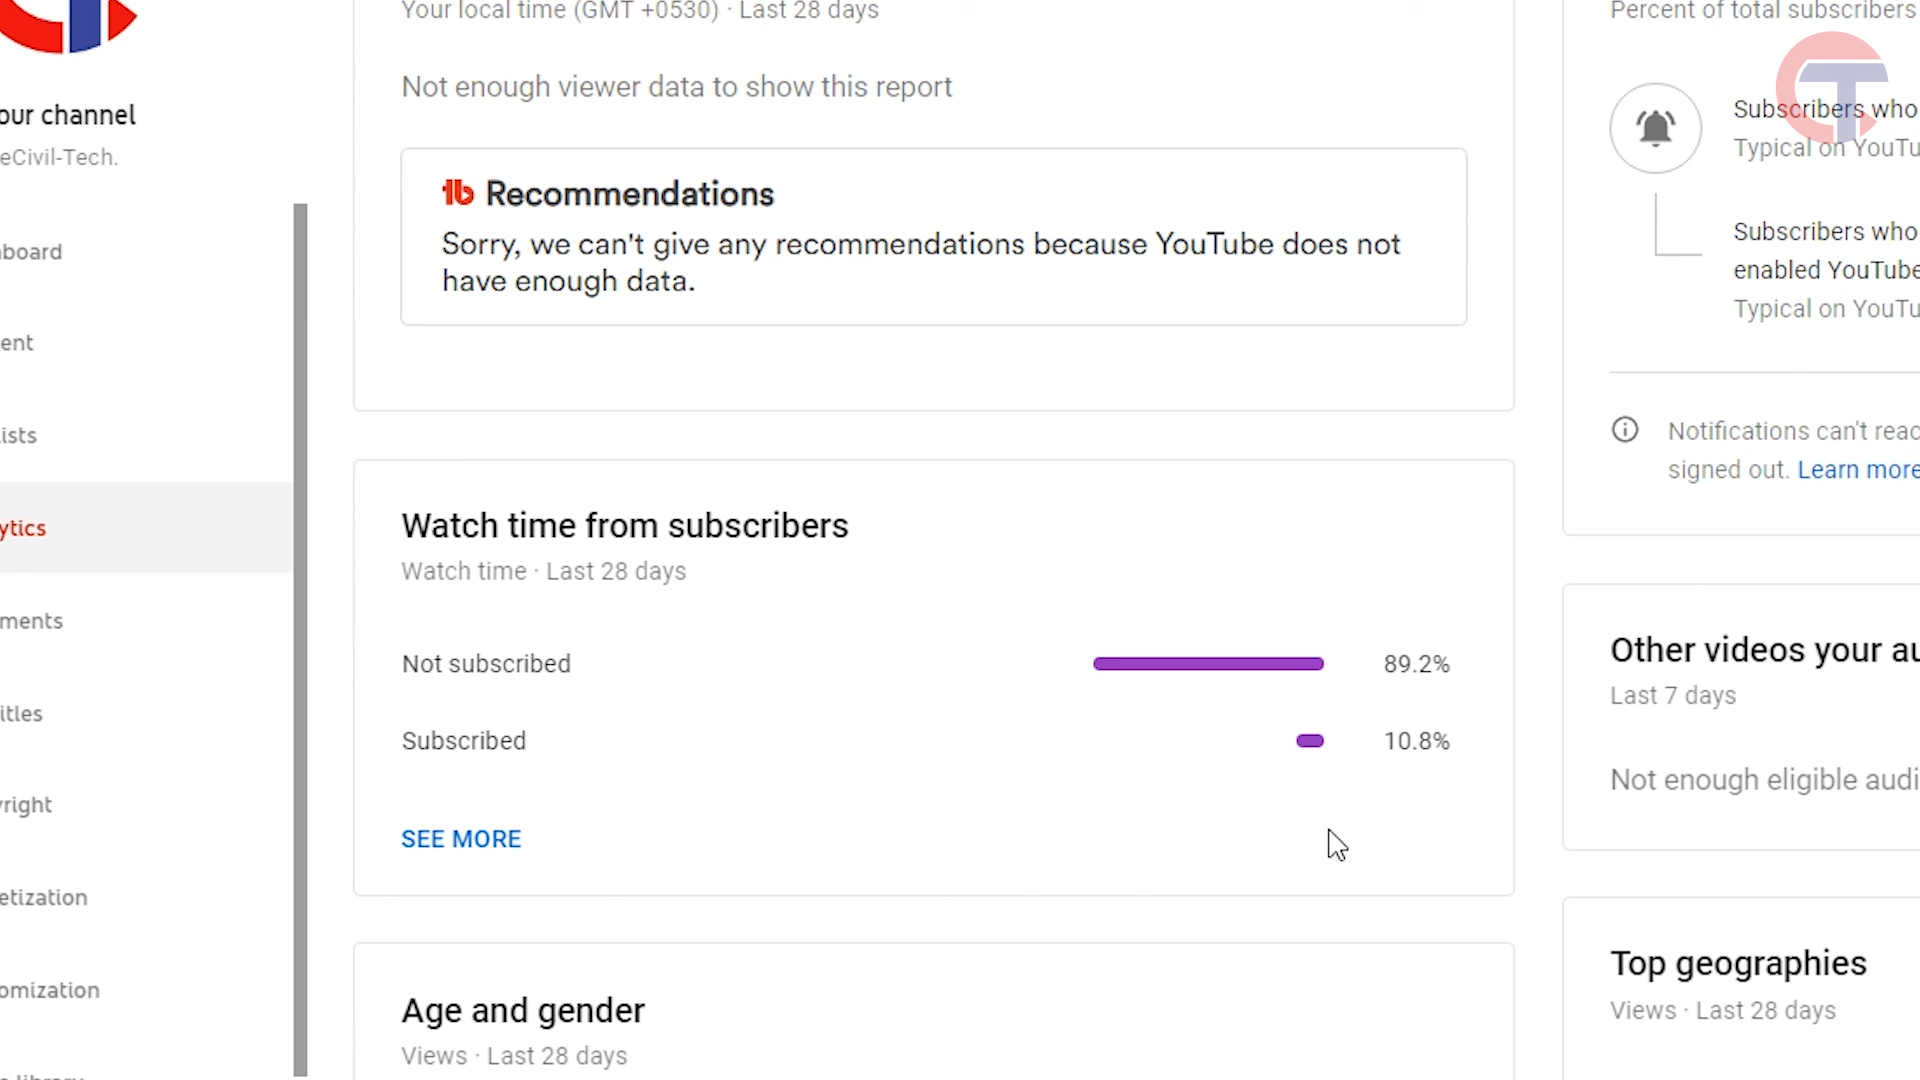 Your local time (GMT +0530) · Last 28 days
Not enough viewer data to show this report
Recommendations
Sorry, we can't give any recommendations because YouTube does not
have enough data.
Watch time from subscribers
Watch time · Last 28 days
Not subscribed 89.2%
Subscribed 10.8%
SEE MORE
Age and gender
Views · Last 28 days
our channel
eCivil-Tech.
board
ent
ists
ytics
ments
itles
right
etization
omization
Percent of total subscribers
Subscribers who
Typical on YouTu
Subscribers who
enabled YouTube
Typical on YouTu
Notifications can't reac
signed out. Learn more
Other videos your au
Last 7 days
Not enough eligible audi
Top geographies
Views · Last 28 days